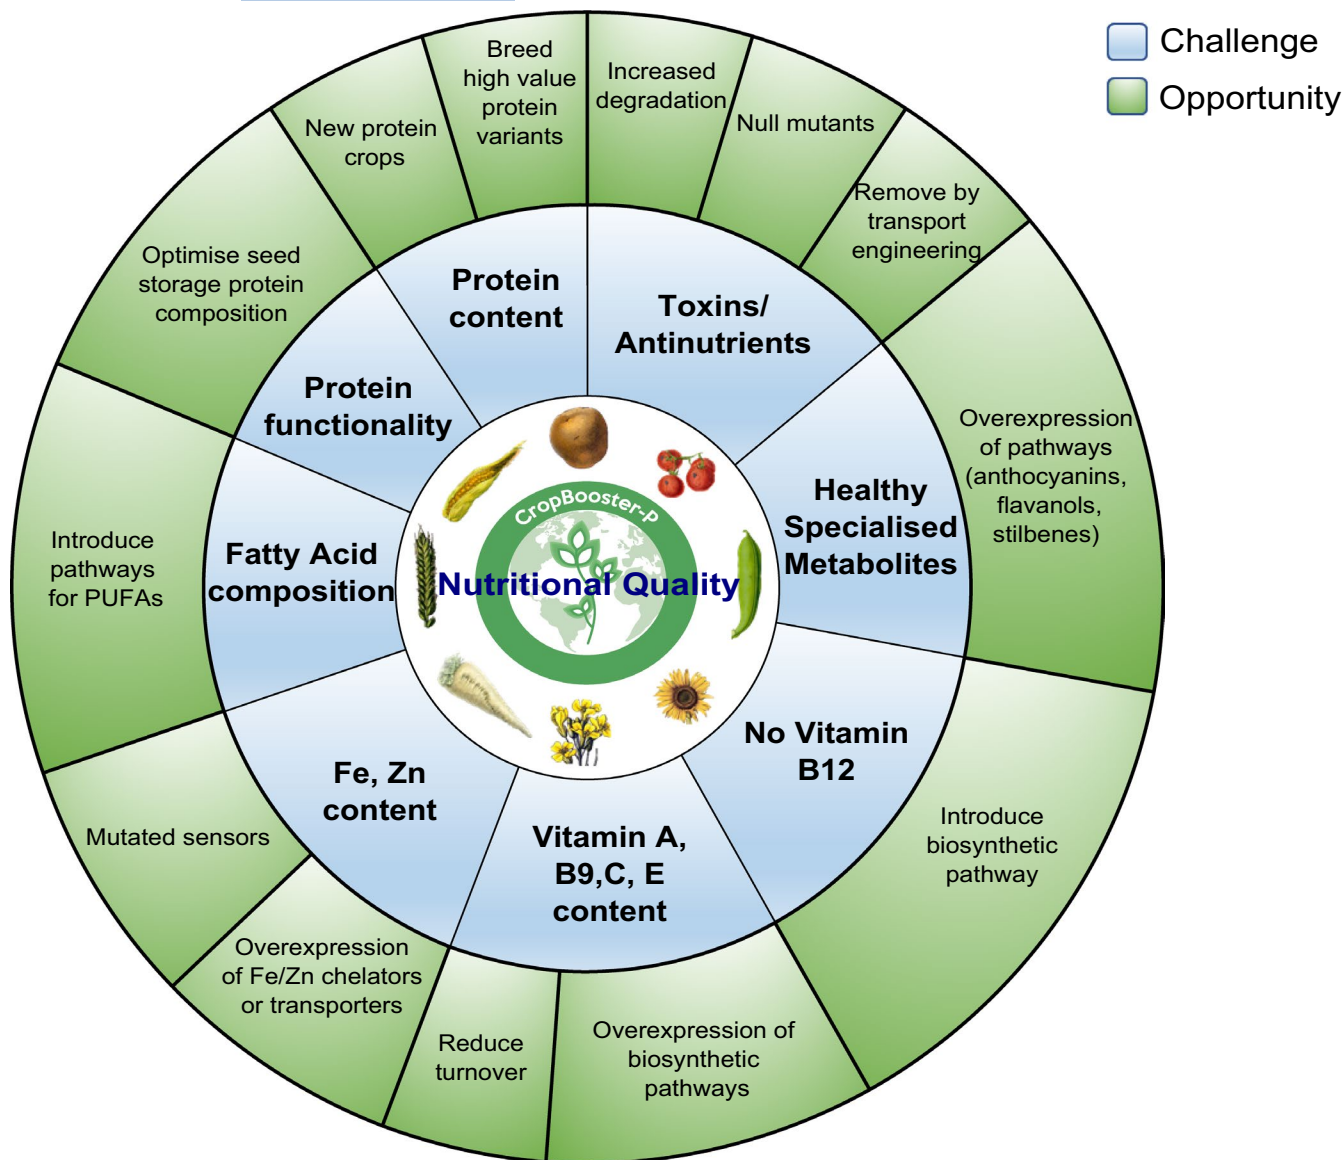 Challenge
Opportunity
Breed
high value
protein
variants
Increased
degradation
Null mutants
Remove by
transport
engineering
New protein
crops
Optimise seed
storage protein
composition
Protein
content
Toxins/
Antinutrients
Protein
functionality
Overexpression
of pathways
(anthocyanins,
flavanols,
stilbenes)
Healthy
Specialised
Metabolites
CropBooster-P
Nutritional Quality
Fatty Acid
composition
Introduce
pathways
for PUFAs
No Vitamin
B12
Fe, Zn
content
Vitamin A,
B9,C, E
content
Introduce
biosynthetic
pathway
Mutated sensors
Overexpression
of Fe/Zn chelators
or transporters
Reduce
turnover
Overexpression of
biosynthetic
pathways